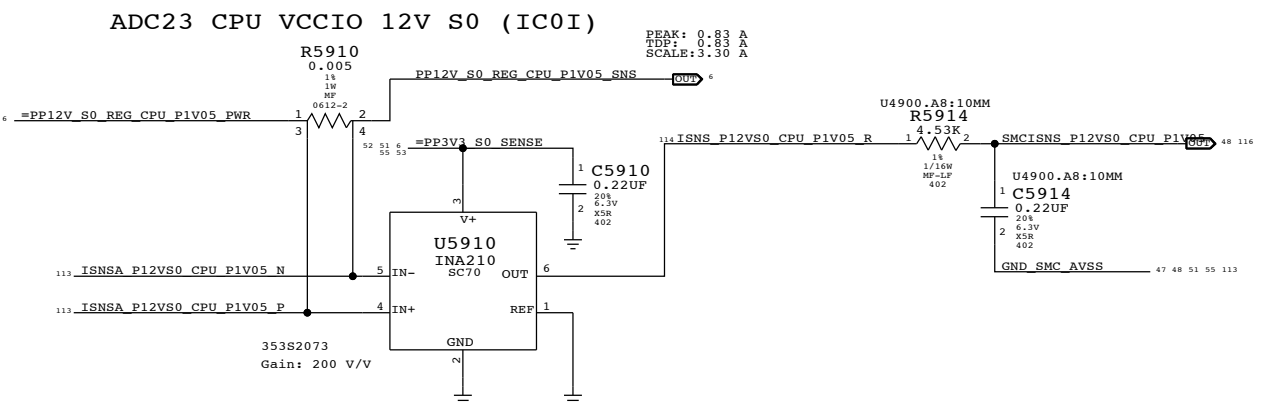 ADC23 CPU VCCIO 12V S0 (IC0I)
PEAK: 0.83 A
TDP: 0.83 A
SCALE:3.30 A
R5910
0.005
1%
1W
MF
0612-2
PP12V_S0_REG_CPU_P1V05_SNS
OUT
6
6
=PP12V_S0_REG_CPU_P1V05_PWR
1
2
3
4
52 51 6
55 53
=PP3V3_S0_SENSE
1
C5910
0.22UF
20%
6.3V
X5R
402
2
114
ISNS_P12VS0_CPU_P1V05_R
U4900.A8:10MM
R5914
4.53K
1
2
1%
1/16W
MF-LF
402
SMCISNS_P12VS0_CPU_P1V05
OUT
48 116
U4900.A8:10MM
1
C5914
0.22UF
20%
6.3V
X5R
402
2
GND_SMC_AVSS
47 48 51 55 113
3
V+
U5910
INA210
SC70
113
ISNSA_P12VS0_CPU_P1V05_N
5
IN-
OUT
6
113
ISNSA_P12VS0_CPU_P1V05_P
4
IN+
REF
1
GND
2
353S2073
Gain: 200 V/V